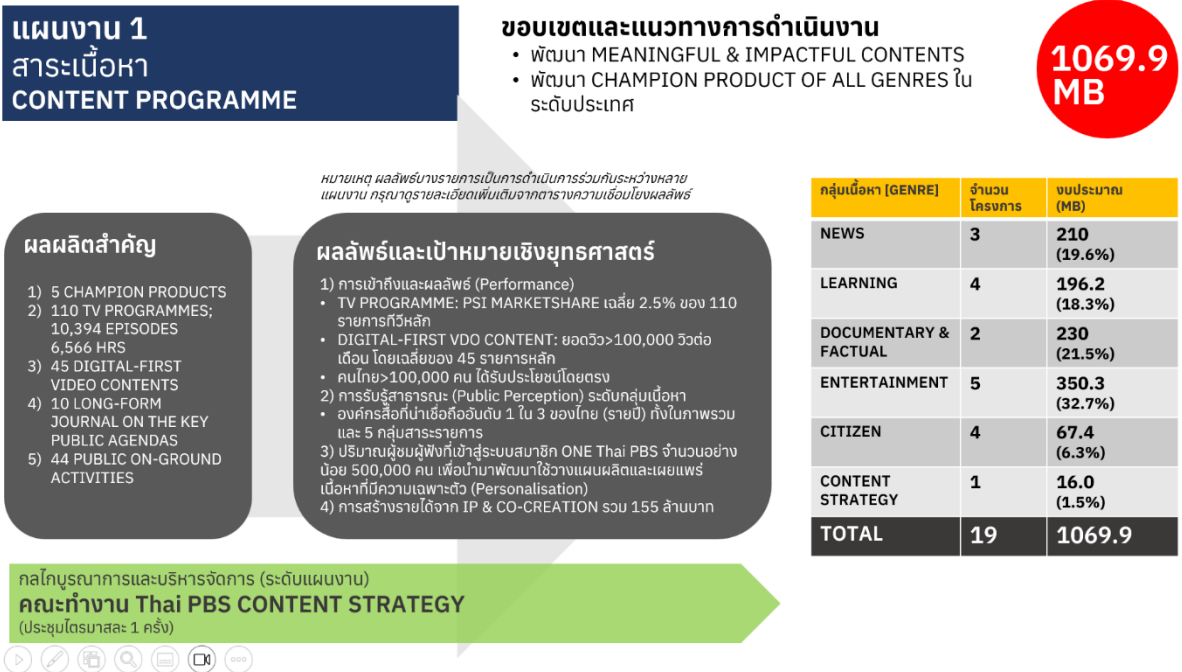 แผนงาน 1
สาระเนื้อหา
CONTENT PROGRAMME
ขอบเขตและแนวทางการดำเนินงาน
• พัฒนา MEANINGFUL & IMPACTFUL CONTENTS
• พัฒนา CHAMPION PRODUCT OF ALL GENRES ใน
ระดับประเทศ
1069.9
MB
หมายเหตุ ผลลัพธ์บางรายการเป็นการดำเนินการร่วมกันระหว่างหลาย
แผนงาน กรุณาดูรายละเอียดเพิ่มเติมจากตารางความเชื่อมโยงผลลัพธ์
ผลผลิตสำคัญ
1) 5 CHAMPION PRODUCTS
2) 110 TV PROGRAMMES;
10,394 EPISODES
6,566 HRS
3) 45 DIGITAL-FIRST
VIDEO CONTENTS
4) 10 LONG-FORM
JOURNAL ON THE KEY
PUBLIC AGENDAS
5) 44 PUBLIC ON-GROUND
ACTIVITIES
ผลลัพธ์และเป้าหมายเชิงยุทธศาสตร์
1) การเข้าถึงและผลลัพธ์ (Performance)
• TV PROGRAMME: PSI MARKETSHARE เฉลี่ย 2.5% ของ 110
รายการทีวีหลัก
• DIGITAL-FIRST VDO CONTENT: ยอดวิว>100,000 วิวต่อ
เดือน โดยเฉลี่ยของ 45 รายการหลัก
• คนไทย>100,000 คน ได้รับประโยชน์โดยตรง
2) การรับรู้สาธารณะ (Public Perception) ระดับกลุ่มเนื้อหา
• องค์กรสื่อที่น่าเชื่อถืออันดับ 1 ใน 3 ของไทย (รายปี) ทั้งในภาพรวม
และ 5 กลุ่มสาระรายการ
3) ปริมาณผู้ชมผู้ฟังที่เข้าสู่ระบบสมาชิก ONE Thai PBS จำนวนอย่าง
น้อย 500,000 คน เพื่อนำมาพัฒนาใช้วางแผนผลิตและเผยแพร่
เนื้อหาที่มีความเฉพาะตัว (Personalisation)
4) การสร้างรายได้จาก IP & CO-CREATION รวม 155 ล้านบาท
กลุ่มเนื้อหา [GENRE] จำนวน โครงการ งบประมาณ (MB)
NEWS 3 210 (19.6%)
LEARNING 4 196.2 (18.3%)
DOCUMENTARY & FACTUAL 2 230 (21.5%)
ENTERTAINMENT 5 350.3 (32.7%)
CITIZEN 4 67.4 (6.3%)
CONTENT STRATEGY 1 16.0 (1.5%)
TOTAL 19 1069.9
กลไกบูรณาการและบริหารจัดการ (ระดับแผนงาน)
คณะทำงาน Thai PBS CONTENT STRATEGY
(ประชุมไตรมาสละ 1 ครั้ง)